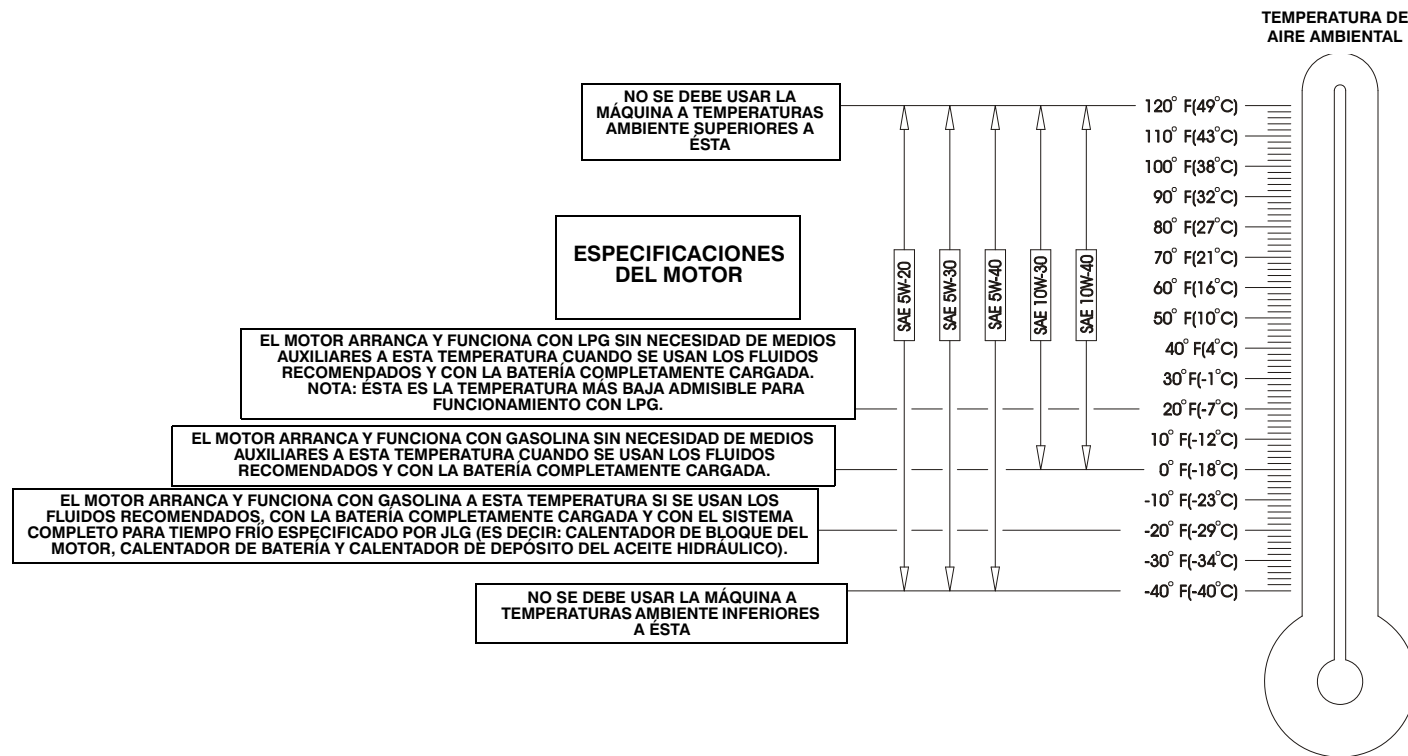 TEMPERATURA DE
AIRE AMBIENTAL
NO SE DEBE USAR LA
MÁQUINA A TEMPERATURAS
AMBIENTE SUPERIORES A
ÉSTA
120° F(49°C)
110° F(43°C)
100° F(38°C)
90° F(32°C)
80° F(27°C)
70° F(21°C)
60° F(16°C)
50° F(10°C)
40° F(4°C)
30° F(-1°C)
20° F(-7°C)
10° F(-12°C)
0° F(-18°C)
-10° F(-23°C)
-20° F(-29°C)
-30° F(-34°C)
-40° F(-40°C)
ESPECIFICACIONES
DEL MOTOR
SAE 5W-20
SAE 5W-30
SAE 5W-40
SAE 10W-30
SAE 10W-40
EL MOTOR ARRANCA Y FUNCIONA CON LPG SIN NECESIDAD DE MEDIOS
AUXILIARES A ESTA TEMPERATURA CUANDO SE USAN LOS FLUIDOS
RECOMENDADOS Y CON LA BATERÍA COMPLETAMENTE CARGADA.
NOTA: ÉSTA ES LA TEMPERATURA MÁS BAJA ADMISIBLE PARA
FUNCIONAMIENTO CON LPG.
EL MOTOR ARRANCA Y FUNCIONA CON GASOLINA SIN NECESIDAD DE MEDIOS
AUXILIARES A ESTA TEMPERATURA CUANDO SE USAN LOS FLUIDOS
RECOMENDADOS Y CON LA BATERÍA COMPLETAMENTE CARGADA.
EL MOTOR ARRANCA Y FUNCIONA CON GASOLINA A ESTA TEMPERATURA SI SE USAN LOS
FLUIDOS RECOMENDADOS, CON LA BATERÍA COMPLETAMENTE CARGADA Y CON EL SISTEMA
COMPLETO PARA TIEMPO FRÍO ESPECIFICADO POR JLG (ES DECIR: CALENTADOR DE BLOQUE DEL
MOTOR, CALENTADOR DE BATERÍA Y CALENTADOR DE DEPÓSITO DEL ACEITE HIDRÁULICO).
NO SE DEBE USAR LA MÁQUINA A
TEMPERATURAS AMBIENTE INFERIORES
A ÉSTA